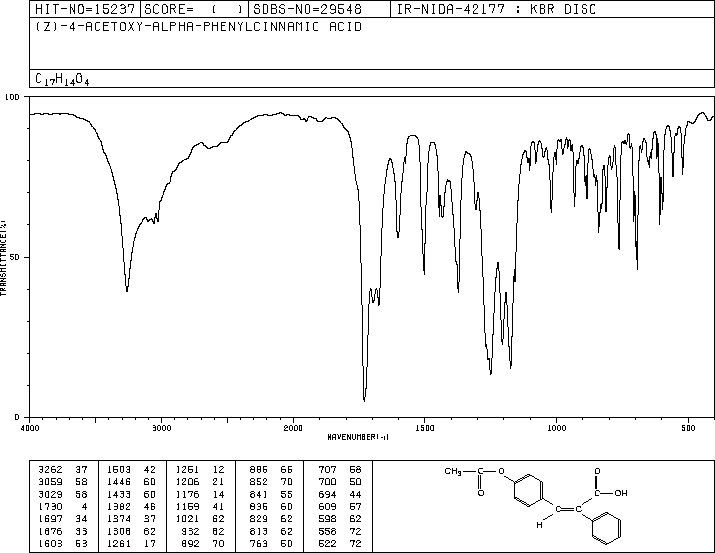 HIT-NO=15237 SCORE= ( ) SDBS-NO=29548 IR-NIDA-42177 : KBR DISC
(Z)-4-ACETOXY-ALPHA-PHENYLCINNAMIC ACID
C17H14O4
100
50
0
TRANSMITTANCE(%)
4000 3000 2000 1500 1000 500
WAVENUMBER(-1)
3262 37 1503 42 1251 12 886 66 707 58
3059 58 1446 60 1206 21 852 70 700 50
3029 58 1433 60 1176 14 841 55 694 44
1730 4 1382 46 1159 41 836 60 609 57
1697 34 1374 37 1021 62 829 62 598 62
1676 33 1308 62 932 62 813 62 558 72
1603 53 1261 17 892 70 763 50 522 72
CH3 C O
O
O
C OH
C C
H